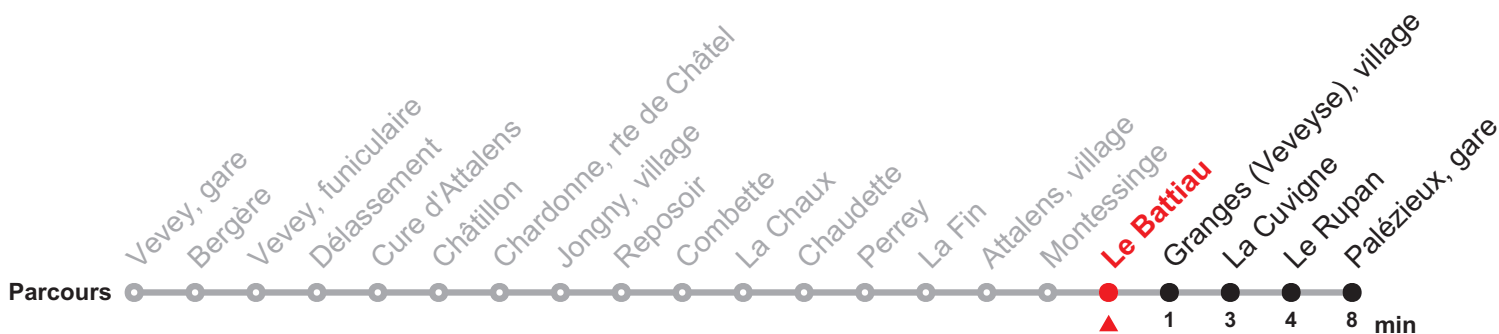 Vevey, gare
Bergère
Vevey, funiculaire
Délassement
Cure d'Attalens
Châtillon
Chardonne, rte de Châtel
Jongny, village
Reposoir
Combette
La Chaux
Chaudette
Perrey
La Fin
Attalens, village
Montessinge
Le Battiau
Granges (Veveyse), village
La Cuvigne
Le Rupan
Palézieux, gare
Parcours
1 3 4 8 min